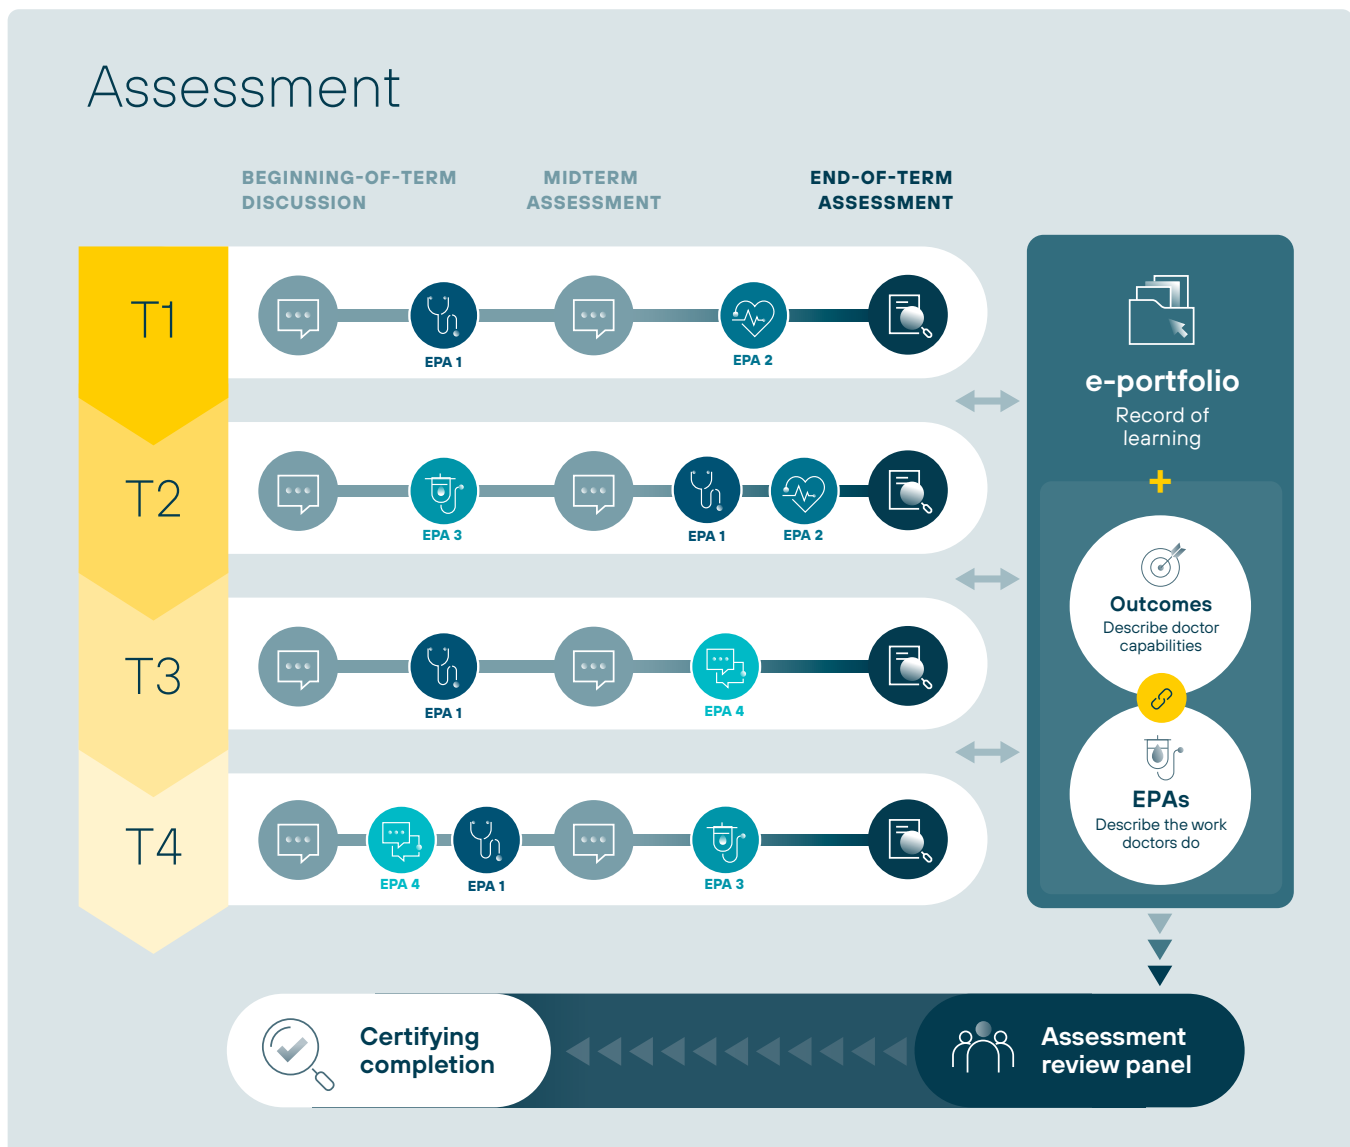 Assessment
BEGINNING-OF-TERM
DISCUSSION
MIDTERM
ASSESSMENT
END-OF-TERM
ASSESSMENT
T1
EPA 1
EPA 2
T2
EPA 3
EPA 1
EPA 2
T3
EPA 1
EPA 4
T4
EPA 4
EPA 1
EPA 3
e-portfolio
Record of
learning
+
Outcomes
Describe doctor
capabilities
EPAs
Describe the work
doctors do
Certifying
completion
Assessment
review panel